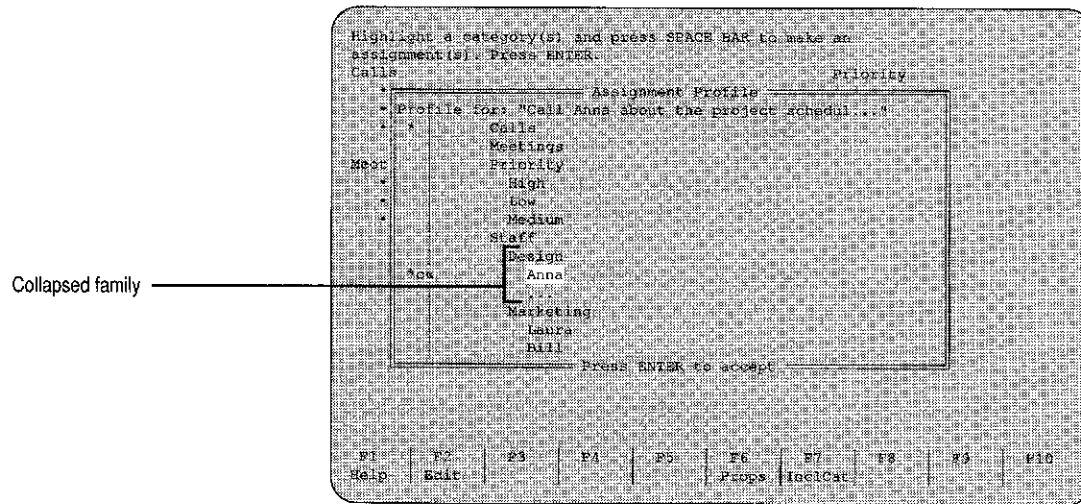 Highlight a category(s) and press SPACE BAR to make an
assignment(s). Press ENTER.
Calls Priority
Assignment Profile
Profile for: "Call Anna about the project schedul..."
* Calls
Meetings
Meet Priority
High
Low
Medium
Staff
Design
Collapsed family *c& Anna
...
Marketing
Laura
Bill
Press ENTER to accept
F1 F2 F3 F4 F5 F6 F7 F8 F9 F10
Help Edit Props InclCat